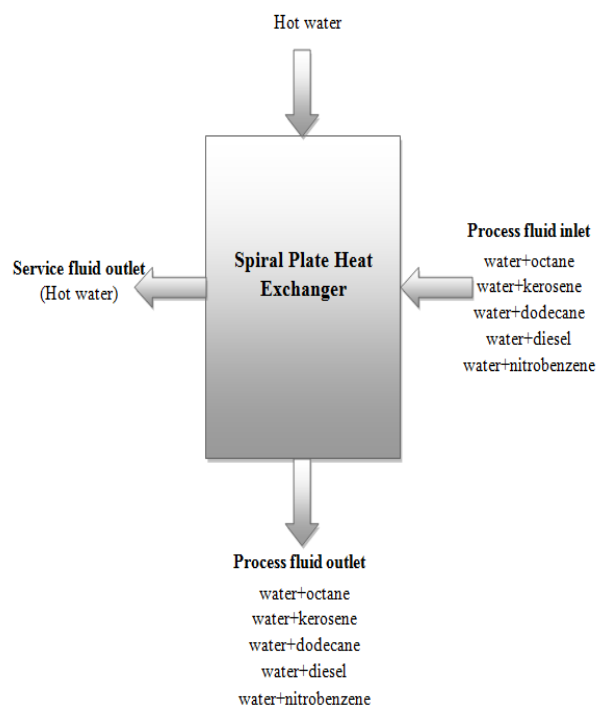 Hot water
Spiral Plate Heat
Exchanger
Service fluid outlet
(Hot water)
Process fluid inlet
water+octane
water+kerosene
water+dodecane
water+diesel
water+nitrobenzene
Process fluid outlet
water+octane
water+kerosene
water+dodecane
water+diesel
water+nitrobenzene